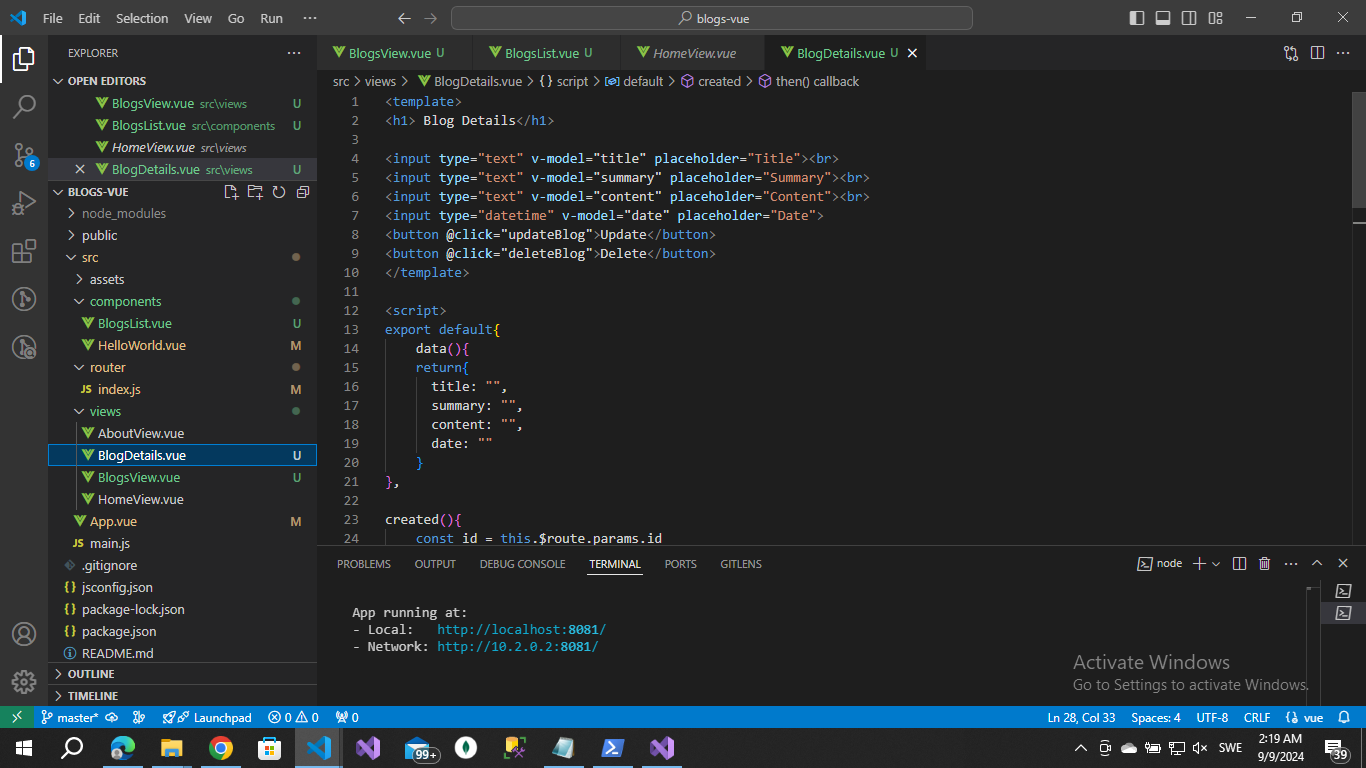 File Edit Selection View Go Run ··· blogs-vue
EXPLORER
OPEN EDITORS
BlogsView.vue src\views U
BlogsList.vue src\components U
HomeView.vue src\views
BlogDetails.vue src\views U
BLOGS-VUE
node_modules
public
src
assets
components
BlogsList.vue U
HelloWorld.vue M
router
JS index.js M
views
AboutView.vue
BlogDetails.vue U
BlogsView.vue U
HomeView.vue
App.vue M
JS main.js
.gitignore
{} jsconfig.json
{} package-lock.json
{} package.json
README.md
OUTLINE
TIMELINE
6
BlogsView.vue U BlogsList.vue U HomeView.vue BlogDetails.vue U
src > views > BlogDetails.vue > {} script > default > created > then() callback
1 <template>
2 <h1> Blog Details</h1>
3
4 <input type="text" v-model="title" placeholder="Title"><br>
5 <input type="text" v-model="summary" placeholder="Summary"><br>
6 <input type="text" v-model="content" placeholder="Content"><br>
7 <input type="datetime" v-model="date" placeholder="Date">
8 <button @click="updateBlog">Update</button>
9 <button @click="deleteBlog">Delete</button>
10 </template>
11
12 <script>
13 export default{
14 data(){
15 return{
16 title: "",
17 summary: "",
18 content: "",
19 date: ""
20 }
21 },
22
23 created(){
24 const id = this.$route.params.id
PROBLEMS OUTPUT DEBUG CONSOLE TERMINAL PORTS GITLENS node
App running at:
- Local: http://localhost:8081/
- Network: http://10.2.0.2:8081/
Activate Windows
Go to Settings to activate Windows.
master* Launchpad 0 0 0 Ln 28, Col 33 Spaces: 4 UTF-8 CRLF vue
99+ SWE 2:19 AM
9/9/2024 39